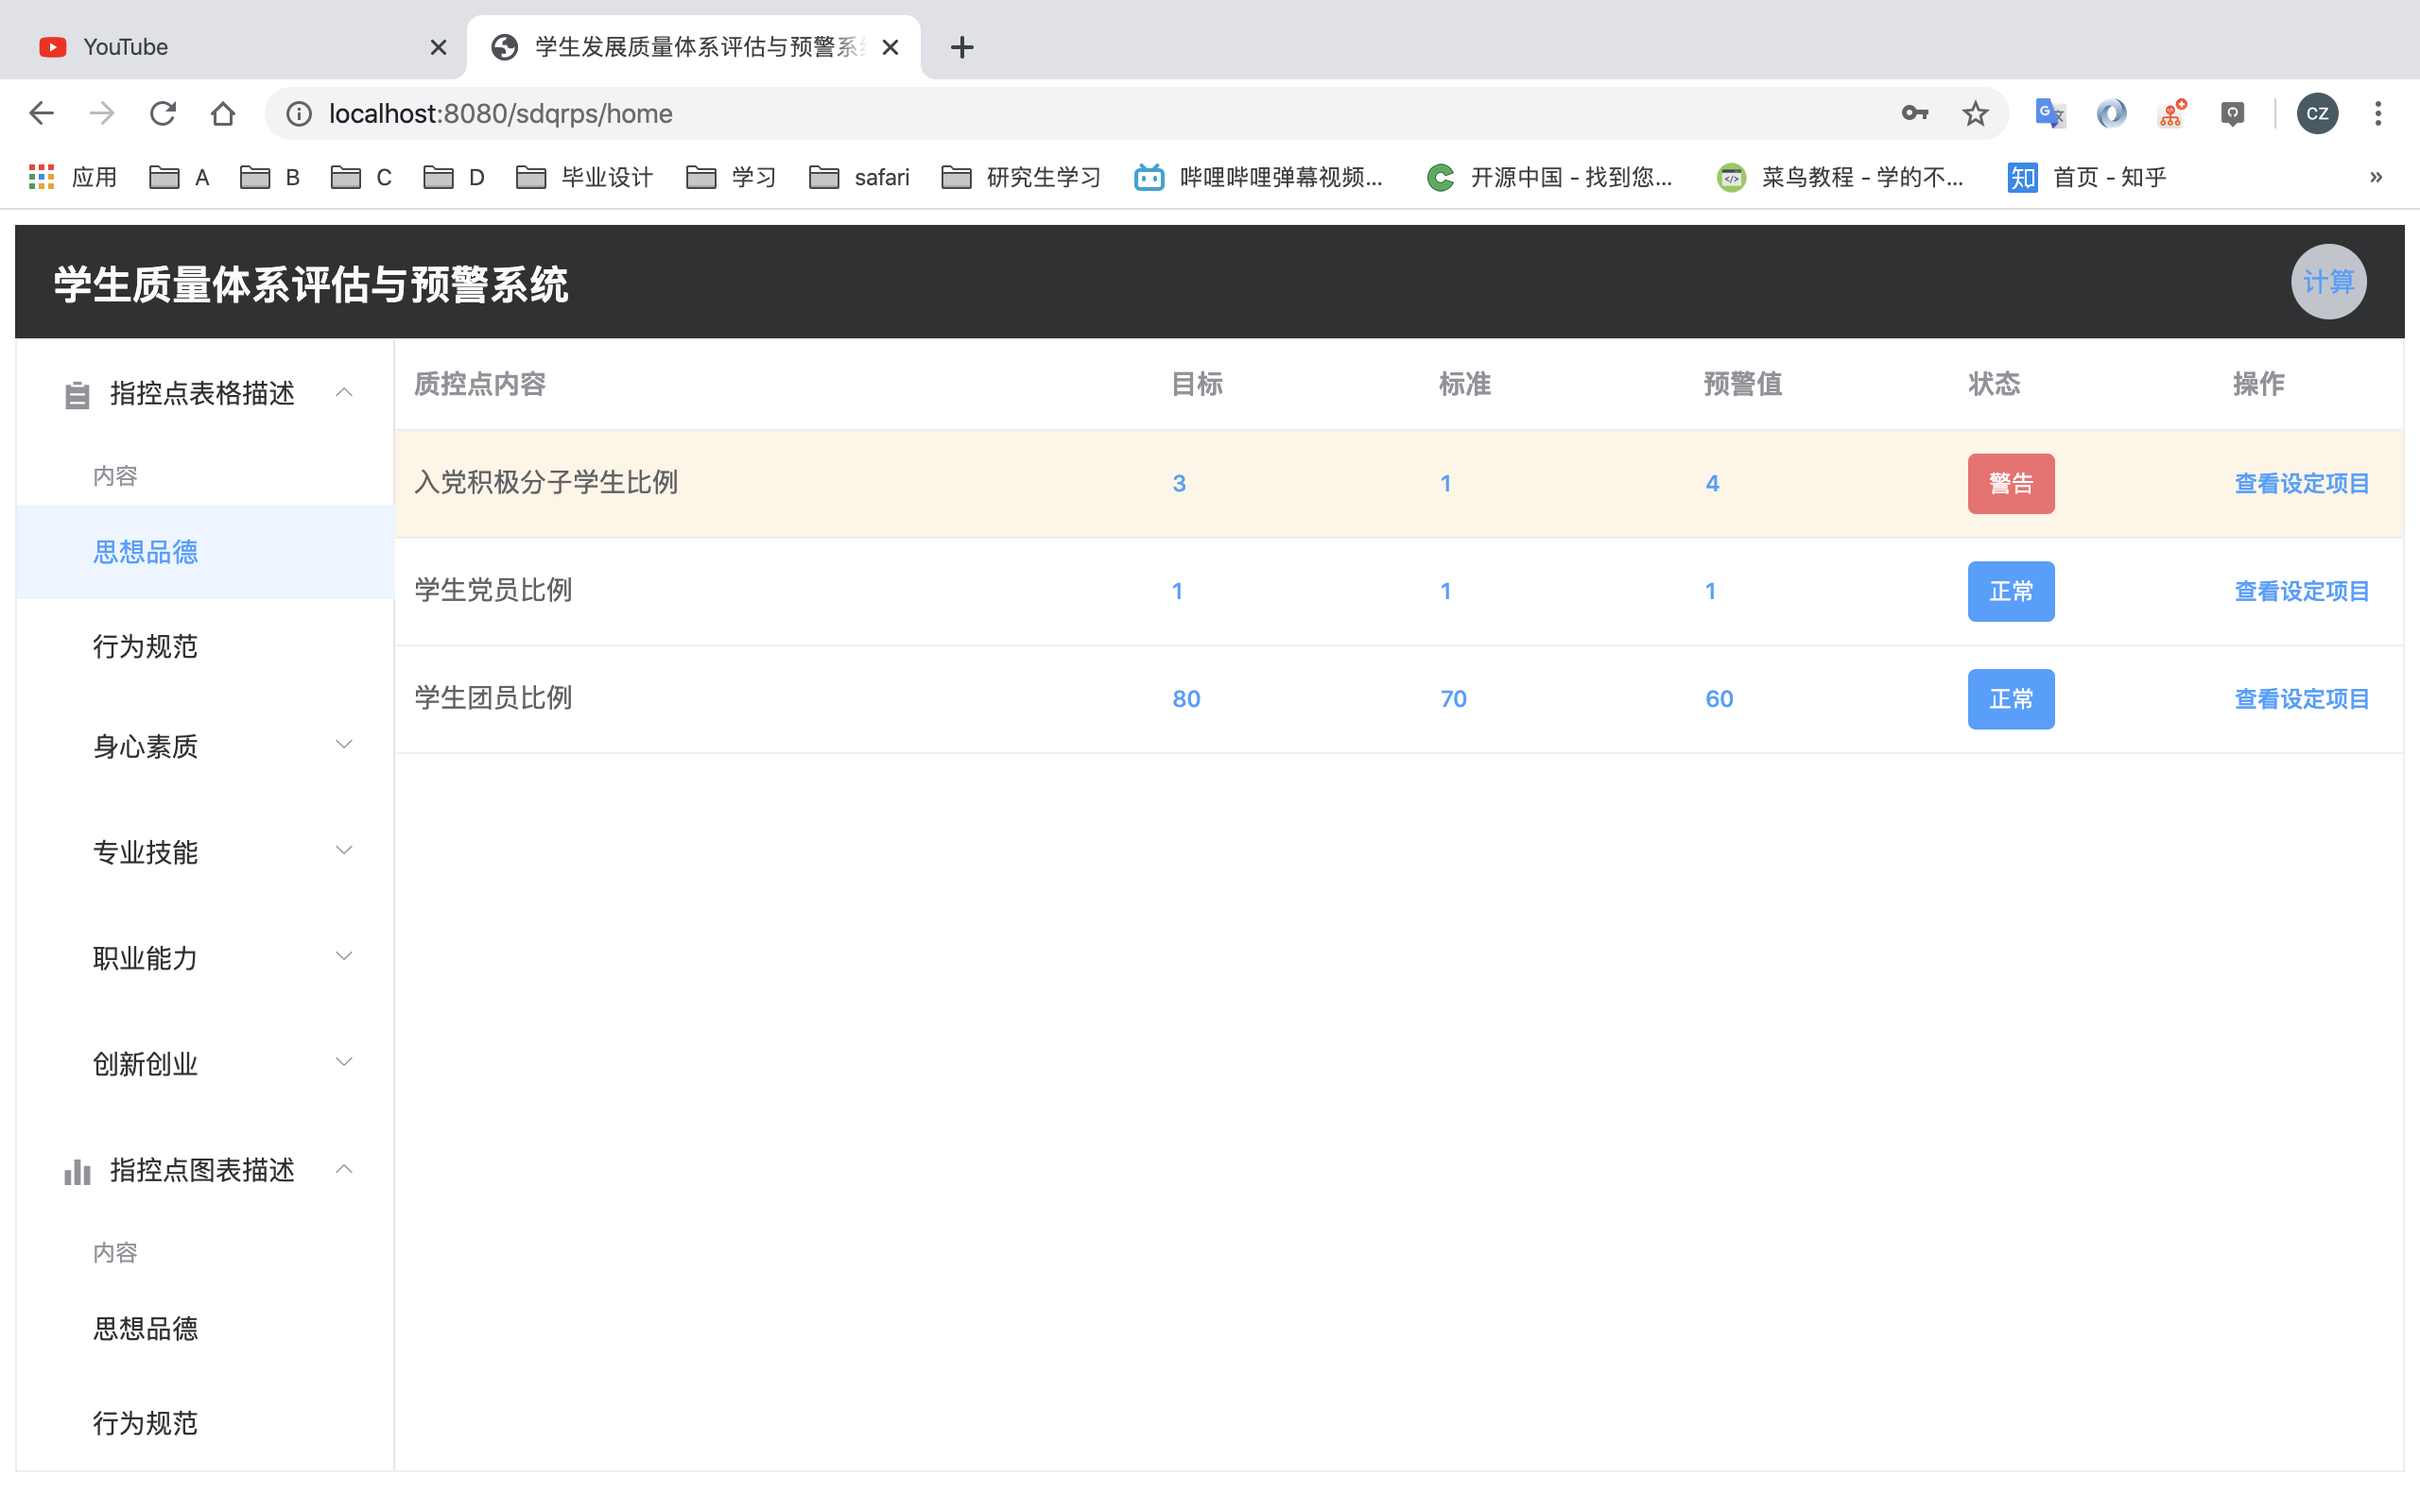 YouTube
学生发展质量体系评估与预警系
localhost:8080/sdqrps/home
CZ
应用 A B C D 毕业设计 学习 safari 研究生学习 哔哩哔哩弹幕视频... 开源中国 - 找到您... 菜鸟教程 - 学的不... 知 首页 - 知乎 »
学生质量体系评估与预警系统 计算
指控点表格描述
内容
思想品德
行为规范
身心素质
专业技能
职业能力
创新创业
指控点图表描述
内容
思想品德
行为规范
质控点内容 目标 标准 预警值 状态 操作
入党积极分子学生比例 3 1 4 警告 查看设定项目
学生党员比例 1 1 1 正常 查看设定项目
学生团员比例 80 70 60 正常 查看设定项目